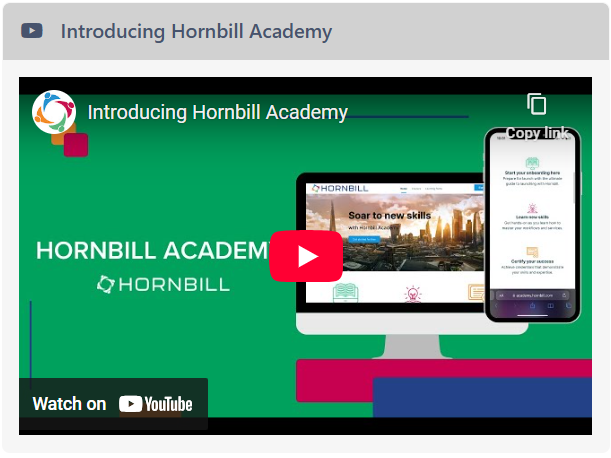 Introducing Hornbill Academy
Introducing Hornbill Academy
Copy link
HORNBILL ACADEMY
HORNBILL
HORNBILL
Soar to new skills
with Hornbill Academy
Start your onboarding here
Learn new skills
Certify your success
Watch on YouTube